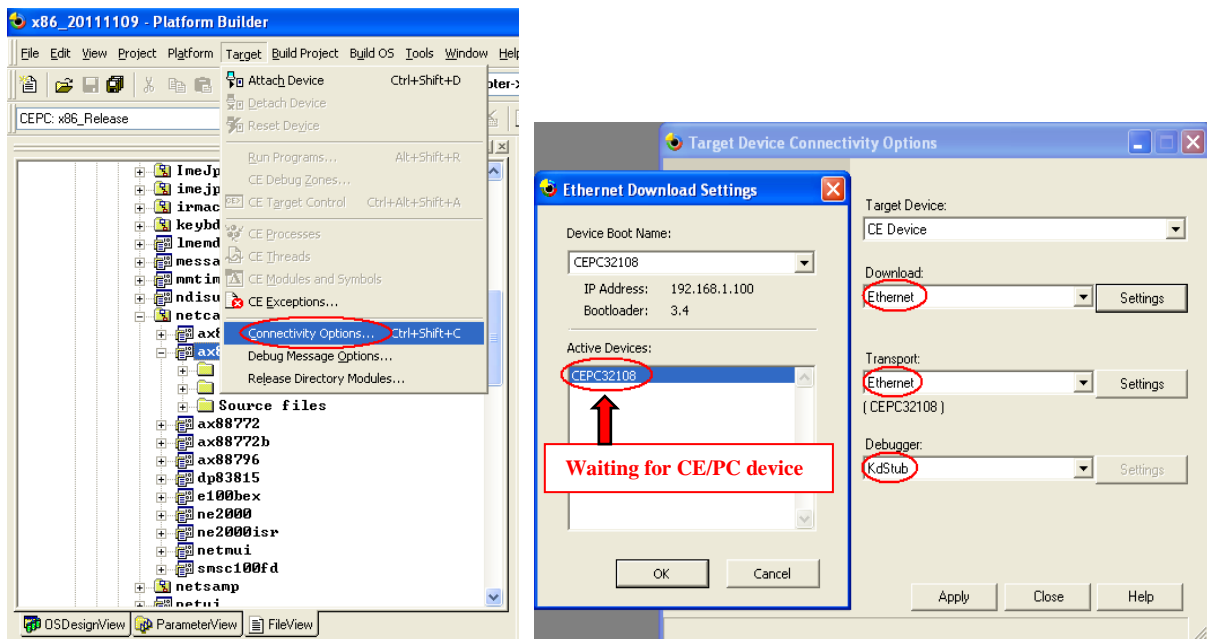 x86_20111109 - Platform Builder
File Edit View Project Platform Target Build Project Build OS Tools Window Help
Attach Device Ctrl+Shift+D
Detach Device
Reset Device
Run Programs... Alt+Shift+R
CE Debug Zones...
CE Target Control Ctrl+Alt+Shift+A
CE Processes
CE Threads
CE Modules and Symbols
CE Exceptions...
Connectivity Options... Ctrl+Shift+C
Debug Message Options...
Release Directory Modules...
CEPC: x86_Release
ImeJp
imejp
irmac
keybd
lmemd
messa
mmtim
ndisu
netca
ax8
ax8
Source files
ax88772
ax88772b
ax88796
dp83815
e100bex
ne2000
ne2000isr
netmui
smsc100fd
netsamp
netui
OSDesignView ParameterView FileView
Target Device Connectivity Options
Target Device:
CE Device
Download:
Ethernet Settings
Transport:
Ethernet Settings
( CEPC32108 )
Debugger:
KdStub Settings
Apply Close Help
Ethernet Download Settings
Device Boot Name:
CEPC32108
IP Address: 192.168.1.100
Bootloader: 3.4
Active Devices:
CEPC32108
Waiting for CE/PC device
OK Cancel